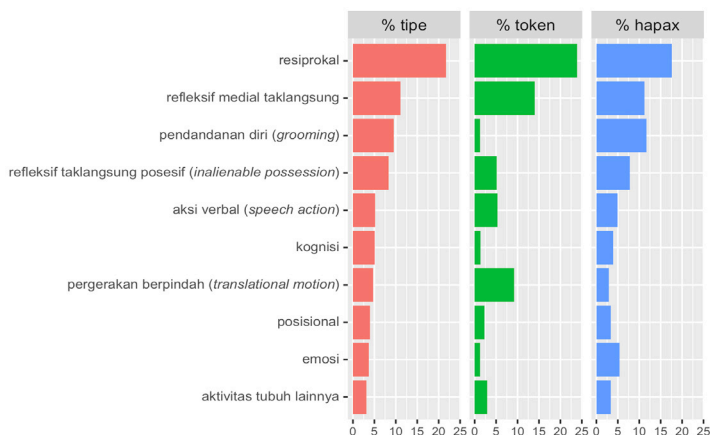 % tipe % token % hapax
resiprokal
refleksif medial taklangsung
pendandanan diri (grooming)
refleksif taklangsung posesif (inalienable possession)
aksi verbal (speech action)
kognisi
pergerakan berpindah (translational motion)
posisional
emosi
aktivitas tubuh lainnya
0 5 10 15 20 25 0 5 10 15 20 25 0 5 10 15 20 25